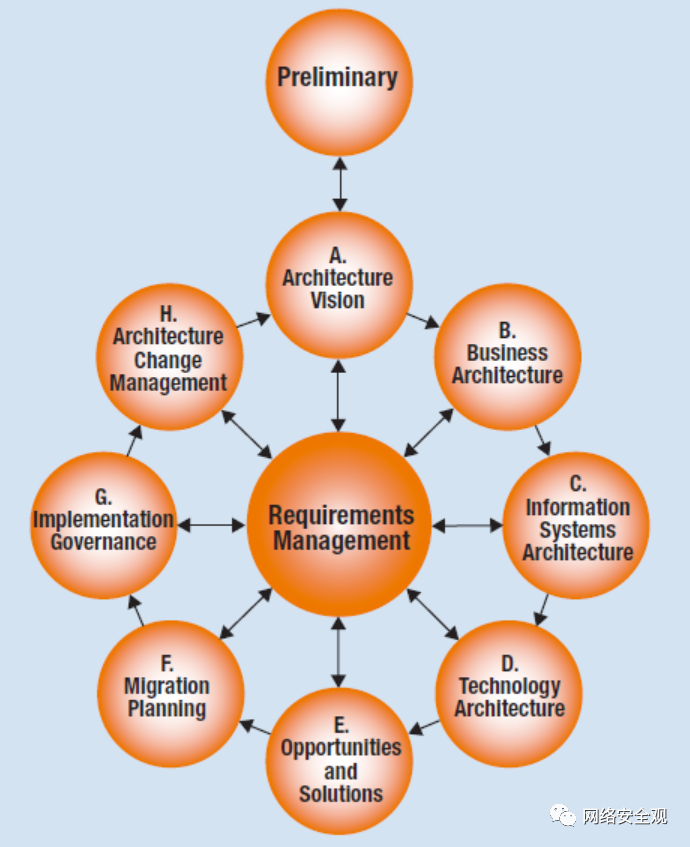 Preliminary
A.
Architecture
Vision
B.
Business
Architecture
C.
Information
Systems
Architecture
D.
Technology
Architecture
E.
Opportunities
and
Solutions
F.
Migration
Planning
G.
Implementation
Governance
H.
Architecture
Change
Management
Requirements
Management
网络安全观